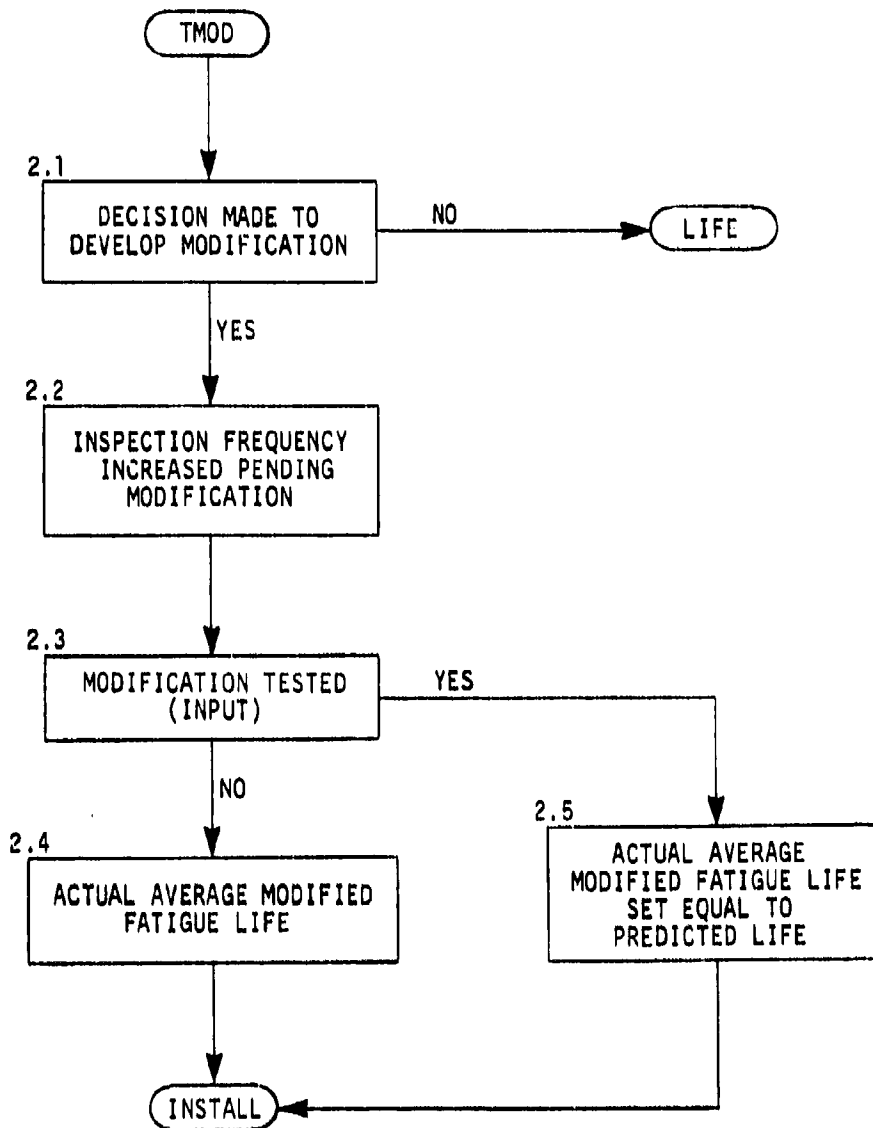 TMOD
2.1
DECISION MADE TO
DEVELOP MODIFICATION
NO
LIFE
YES
2.2
INSPECTION FREQUENCY
INCREASED PENDING
MODIFICATION
2.3
MODIFICATION TESTED
(INPUT)
YES
NO
2.4
ACTUAL AVERAGE MODIFIED
FATIGUE LIFE
2.5
ACTUAL AVERAGE
MODIFIED FATIGUE LIFE
SET EQUAL TO
PREDICTED LIFE
INSTALL